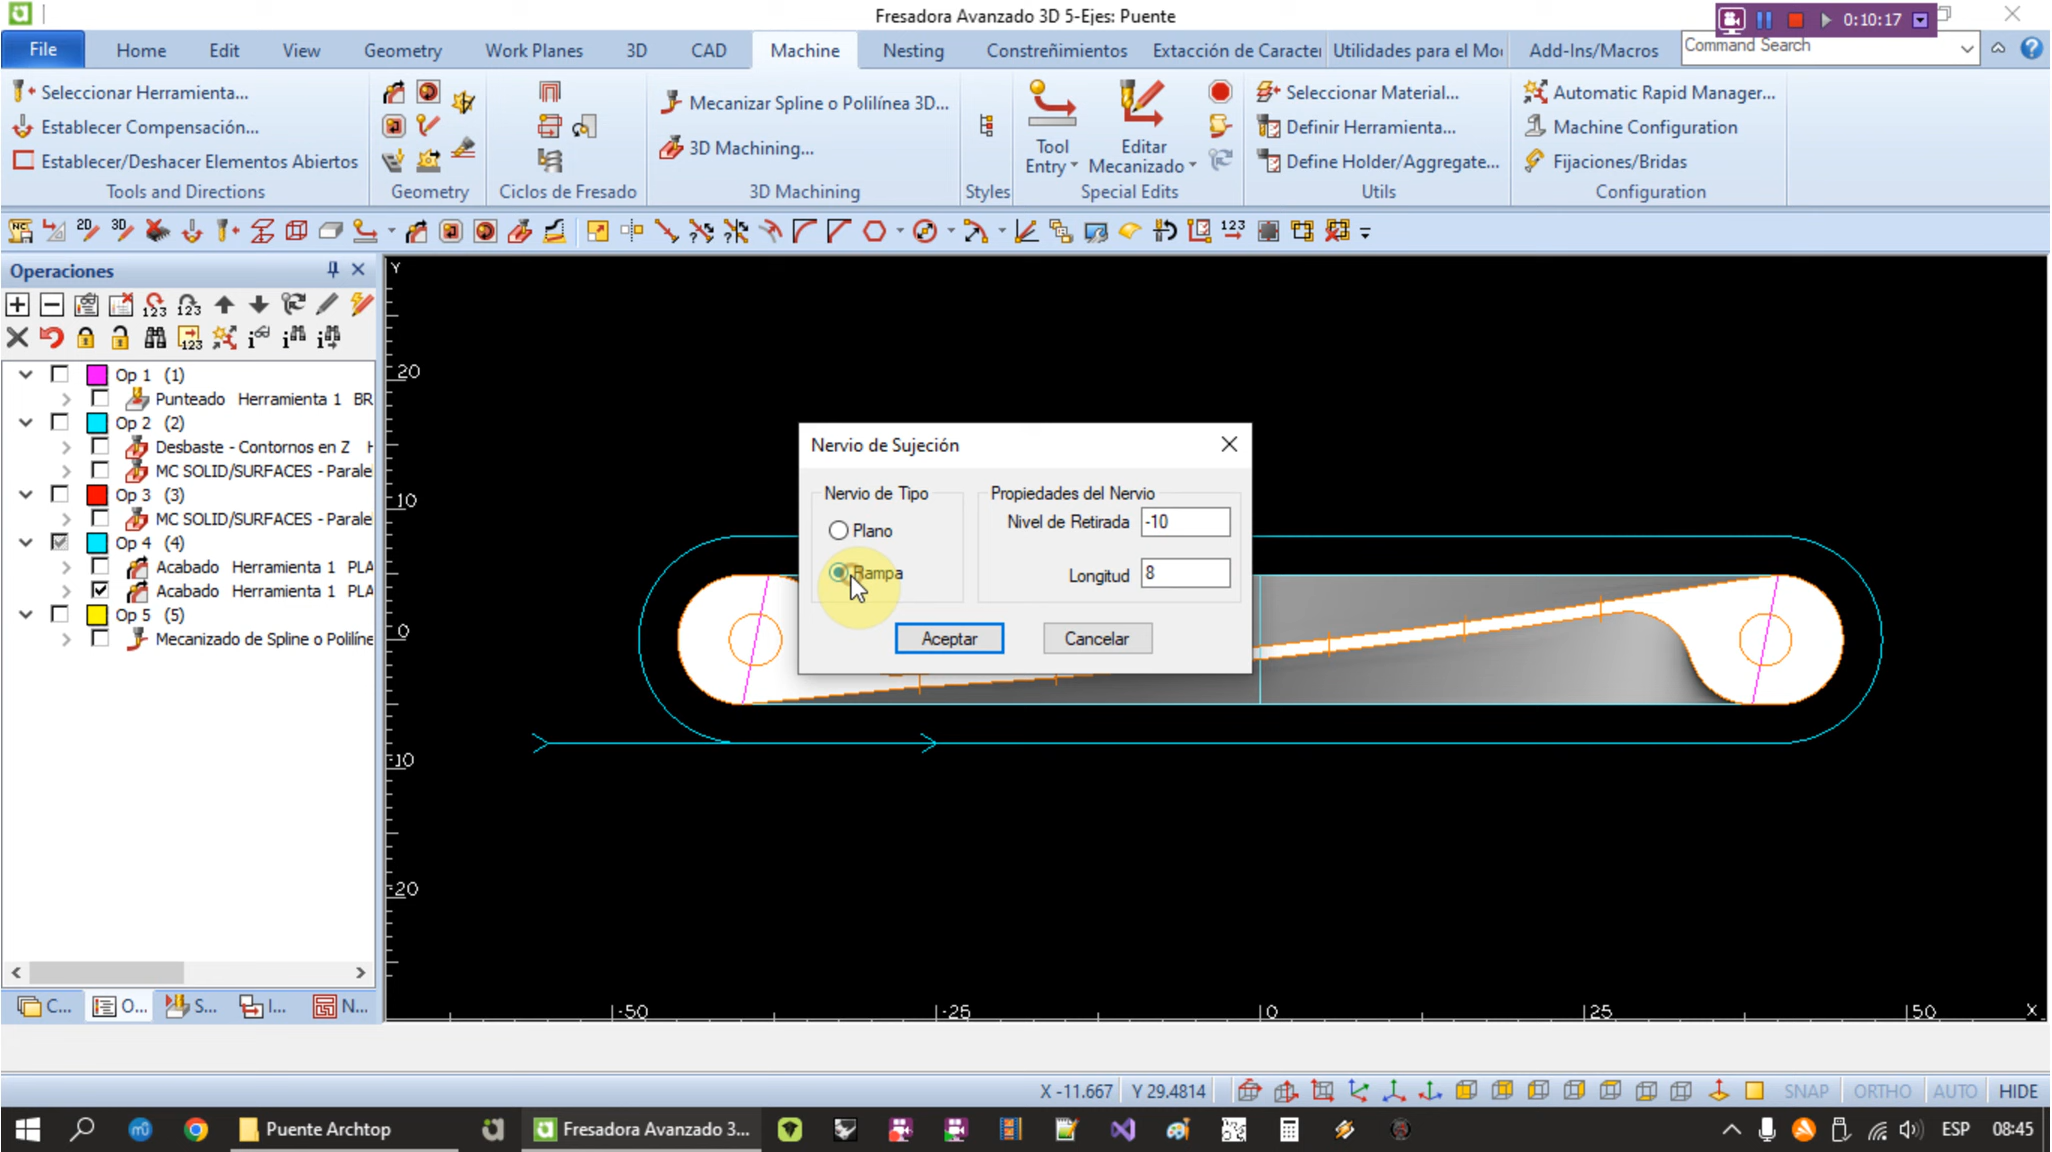 Fresadora Avanzado 3D 5-Ejes: Puente
0:10:17
File
Home
Edit
View
Geometry
Work Planes
3D
CAD
Machine
Nesting
Constreñimientos
Extacción de Caracte
Utilidades para el Mo
Add-Ins/Macros
Command Search
Seleccionar Herramienta...
Establecer Compensación...
Establecer/Deshacer Elementos Abiertos
Tools and Directions
Geometry
Ciclos de Fresado
Mecanizar Spline o Polilínea 3D...
3D Machining...
3D Machining
Styles
Tool
Entry
Editar
Mecanizado
Special Edits
Seleccionar Material...
Definir Herramienta...
Define Holder/Aggregate...
Utils
Automatic Rapid Manager...
Machine Configuration
Fijaciones/Bridas
Configuration
NC
2D
3D
123
Operaciones
123
123
123
Op 1 (1)
Punteado Herramienta 1 BR
Op 2 (2)
Desbaste - Contornos en Z H
MC SOLID/SURFACES - Parale
Op 3 (3)
MC SOLID/SURFACES - Parale
Op 4 (4)
Acabado Herramienta 1 PLA
Acabado Herramienta 1 PLA
Op 5 (5)
Mecanizado de Spline o Polilíne
C...
O...
S...
I...
N...
Y
20
10
0
-10
-20
-50
-25
0
25
50
X
Nervio de Sujeción
Nervio de Tipo
Plano
Rampa
Propiedades del Nervio
Nivel de Retirada -10
Longitud 8
Aceptar
Cancelar
X -11.667
Y 29.4814
SNAP
ORTHO
AUTO
HIDE
Puente Archtop
Fresadora Avanzado 3...
ESP
08:45